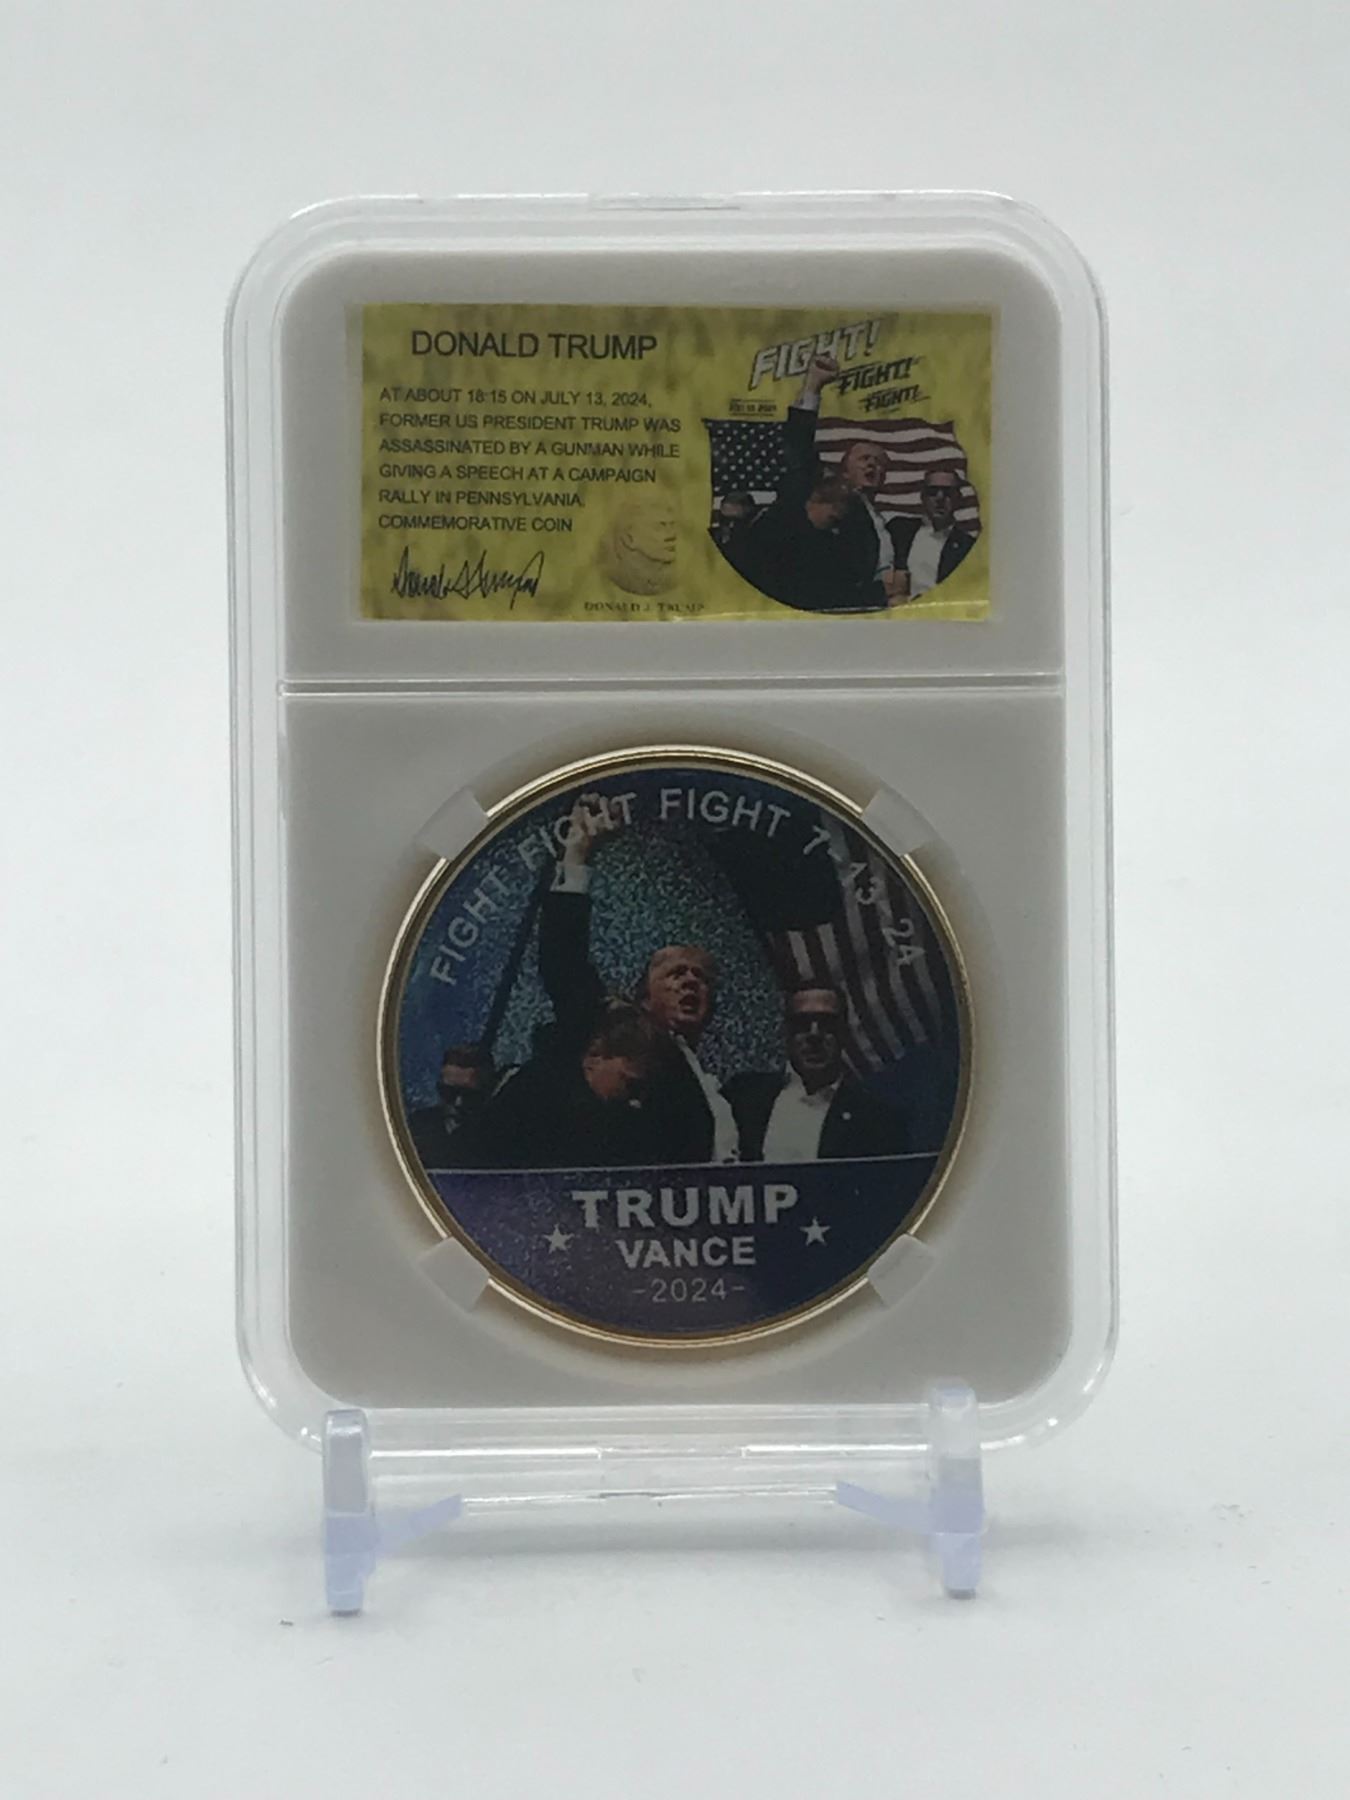 DONALD TRUMP
AT ABOUT 18:15 ON JULY 13, 2024,
FORMER US PRESIDENT TRUMP WAS
ASSASSINATED BY A GUNMAN WHILE
GIVING A SPEECH AT A CAMPAIGN
RALLY IN PENNSYLVANIA,
COMMEMORATIVE COIN
DONALD J. TRUMP
FIGHT!
FIGHT!
FIGHT!
FIGHT FIGHT FIGHT 7-13-24
TRUMP
VANCE
-2024-